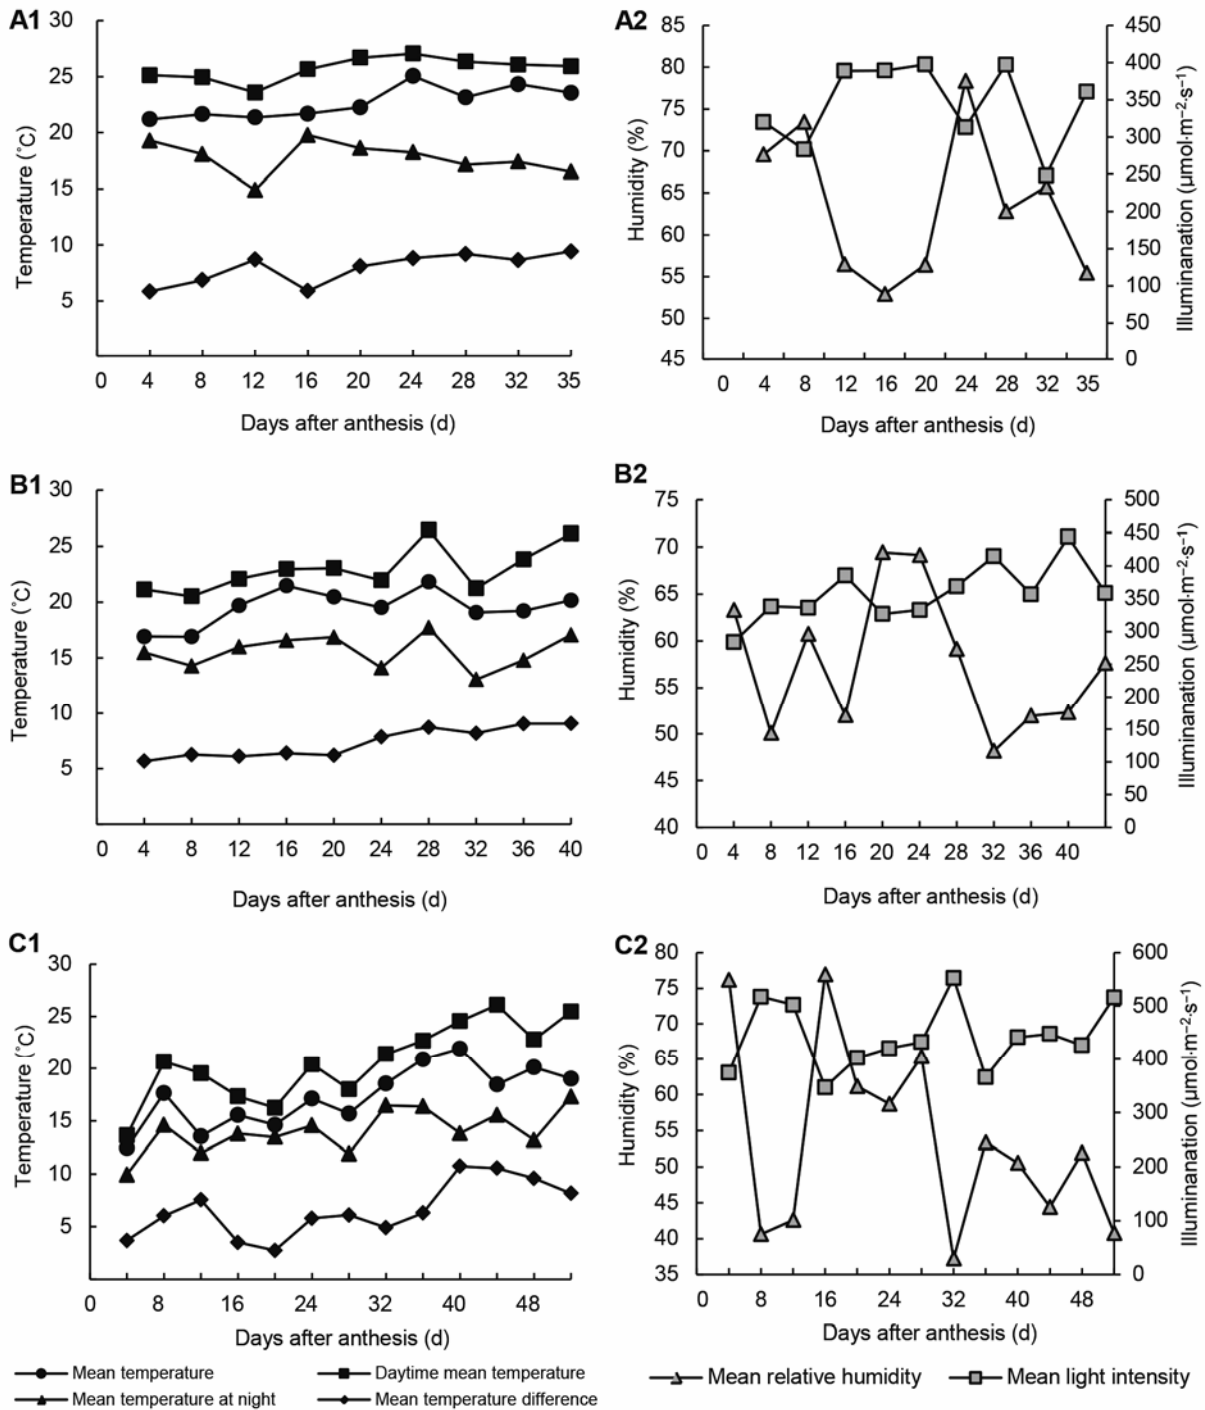 A1
30
25
20
15
10
5
Temperature (°C)
0 4 8 12 16 20 24 28 32 35
Days after anthesis (d)
A2
85
80
75
70
65
60
55
50
45
Humidity (%)
450
400
350
300
250
200
150
100
50
0
Illuminanation (μmol·m⁻²·s⁻¹)
0 4 8 12 16 20 24 28 32 35
Days after anthesis (d)
B1
30
25
20
15
10
5
Temperature (°C)
0 4 8 12 16 20 24 28 32 36 40
Days after anthesis (d)
B2
75
70
65
60
55
50
45
40
Humidity (%)
500
450
400
350
300
250
200
150
100
50
0
Illuminanation (μmol·m⁻²·s⁻¹)
0 4 8 12 16 20 24 28 32 36 40
Days after anthesis (d)
C1
30
25
20
15
10
5
Temperature (°C)
0 8 16 24 32 40 48
Days after anthesis (d)
C2
80
75
70
65
60
55
50
45
40
35
Humidity (%)
600
500
400
300
200
100
0
Illuminanation (μmol·m⁻²·s⁻¹)
0 8 16 24 32 40 48
Days after anthesis (d)
Mean temperature
Daytime mean temperature
Mean temperature at night
Mean temperature difference
Mean relative humidity
Mean light intensity